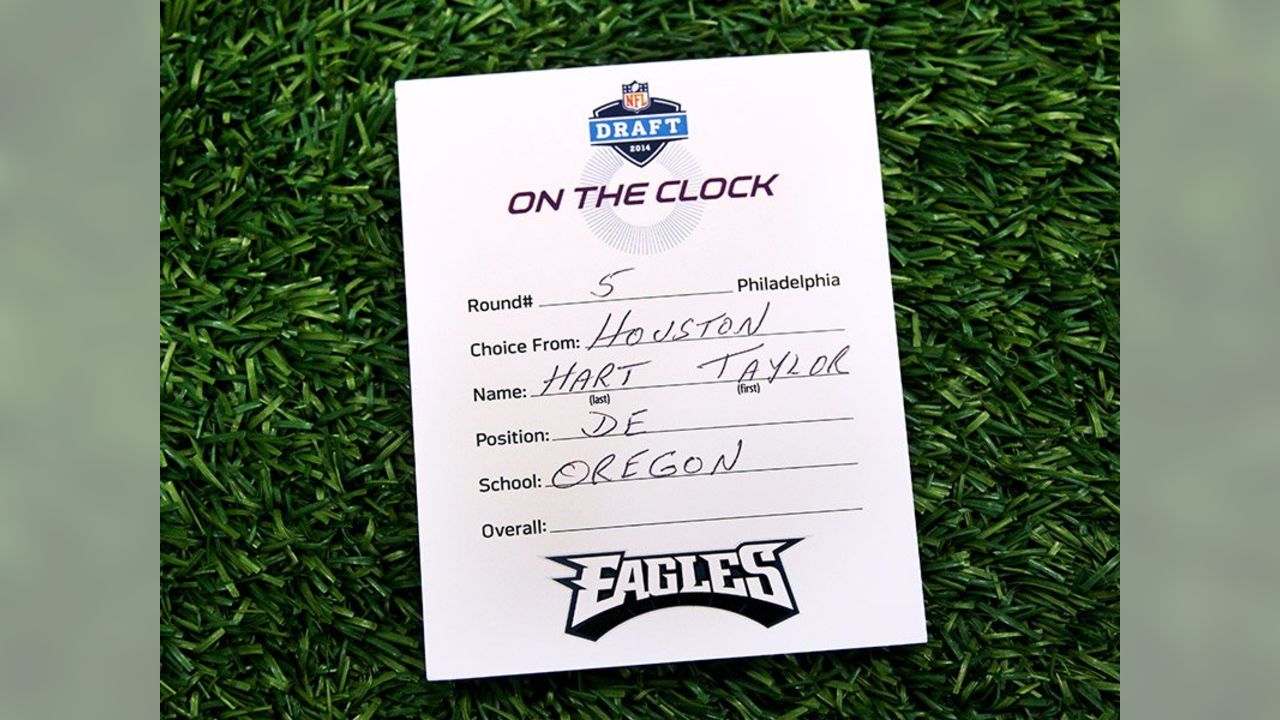 NFL
DRAFT
2014
ON THE CLOCK
Round# 5 Philadelphia
Choice From: HOUSTON
Name: HART TAYLOR
(last) (first)
Position: DE
School: OREGON
Overall:
EAGLES